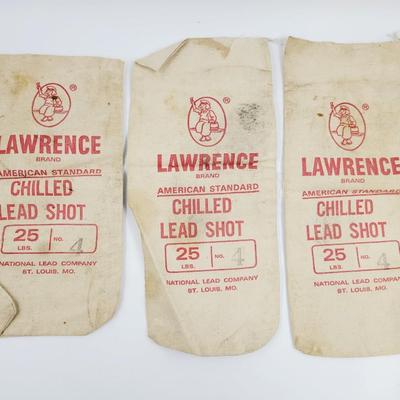 ®
LAWRENCE
BRAND
AMERICAN STANDARD
CHILLED
LEAD SHOT
25 LBS. NO. 4
NATIONAL LEAD COMPANY
ST. LOUIS, MO.
®
LAWRENCE
BRAND
AMERICAN STANDARD
CHILLED
LEAD SHOT
25 LBS. NO. 4
NATIONAL LEAD COMPANY
ST. LOUIS, MO.
®
LAWRENCE
BRAND
AMERICAN STANDARD
CHILLED
LEAD SHOT
25 LBS. NO. 4
NATIONAL LEAD COMPANY
ST. LOUIS, MO.